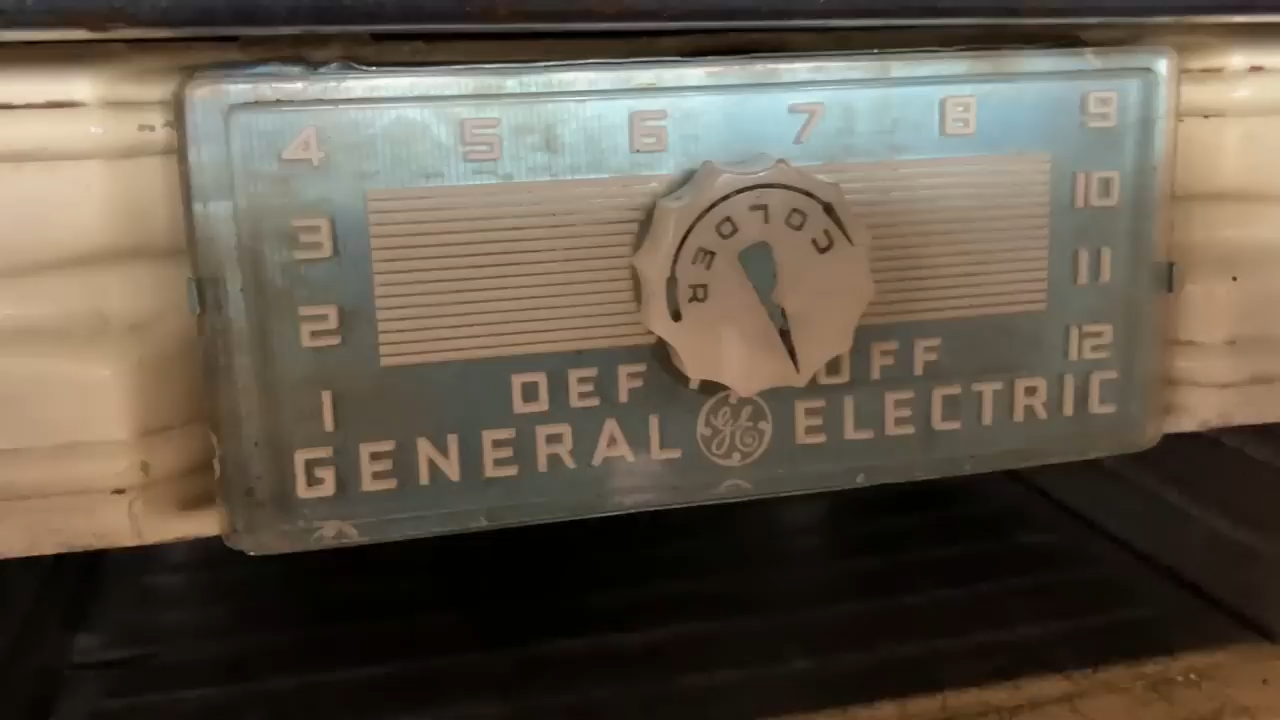 4 5 6 7 8 9
3 COLDER 10
2 11
1 12
DEF OFF
GENERAL GE ELECTRIC